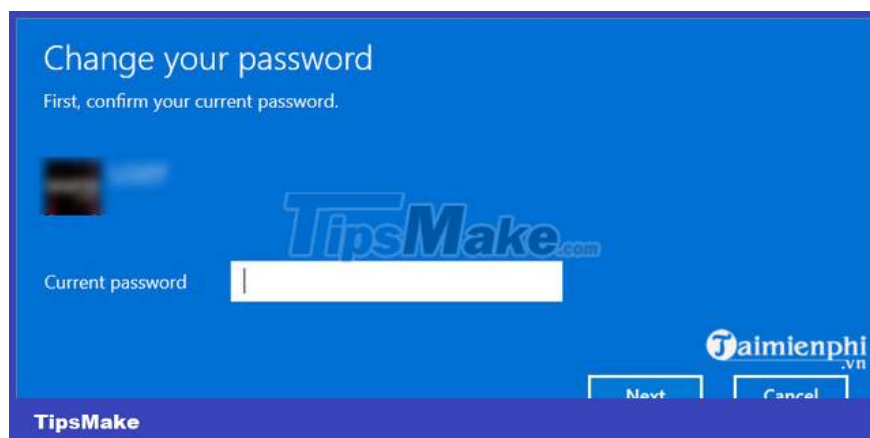 Change your password
First, confirm your current password.
TipsMake.com
Current password
Taimienphi
.vn
Next
Cancel
TipsMake